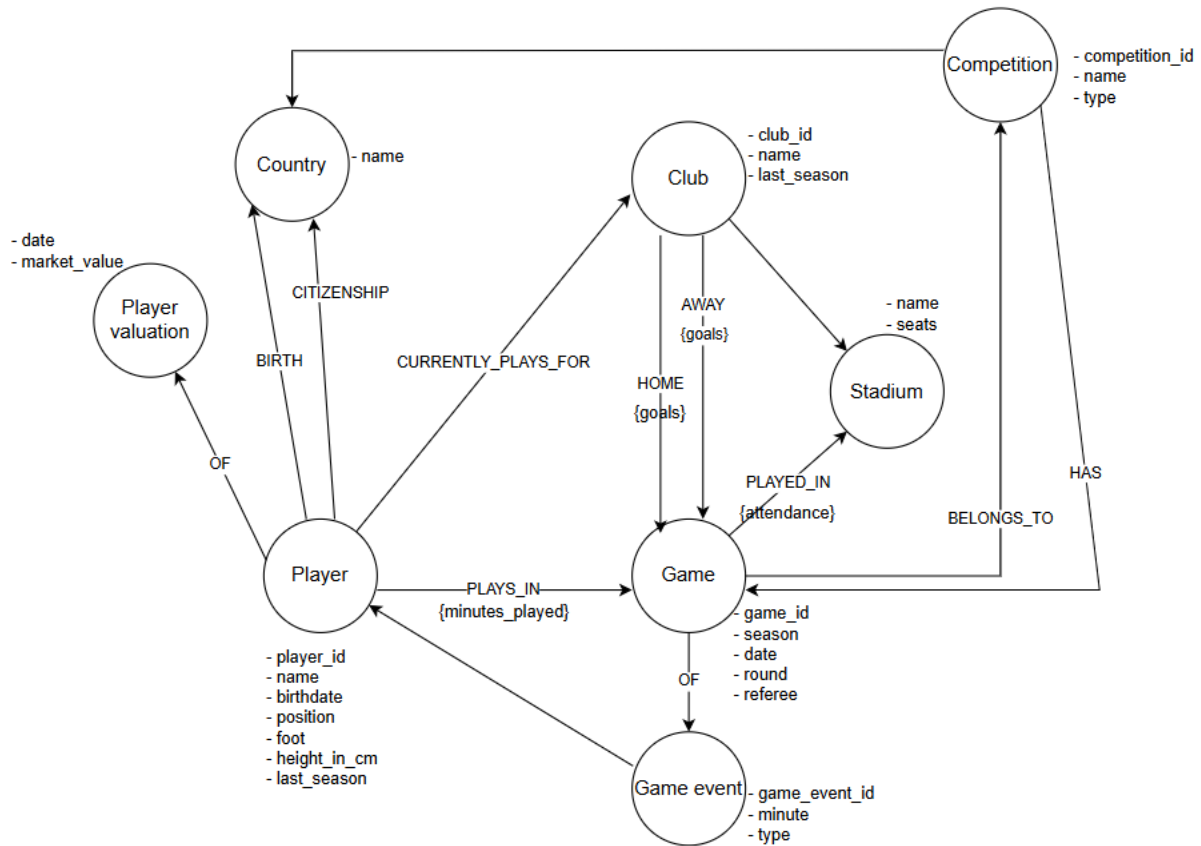 Competition
- competition_id
- name
- type
Country
- name
Club
- club_id
- name
- last_season
- date
- market_value
Player
valuation
CITIZENSHIP
BIRTH
CURRENTLY_PLAYS_FOR
AWAY
{goals}
HOME
{goals}
- name
- seats
Stadium
OF
PLAYED_IN
{attendance}
HAS
BELONGS_TO
Player
PLAYS_IN
{minutes_played}
Game
- game_id
- season
- date
- round
- referee
- player_id
- name
- birthdate
- position
- foot
- height_in_cm
- last_season
OF
Game event
- game_event_id
- minute
- type